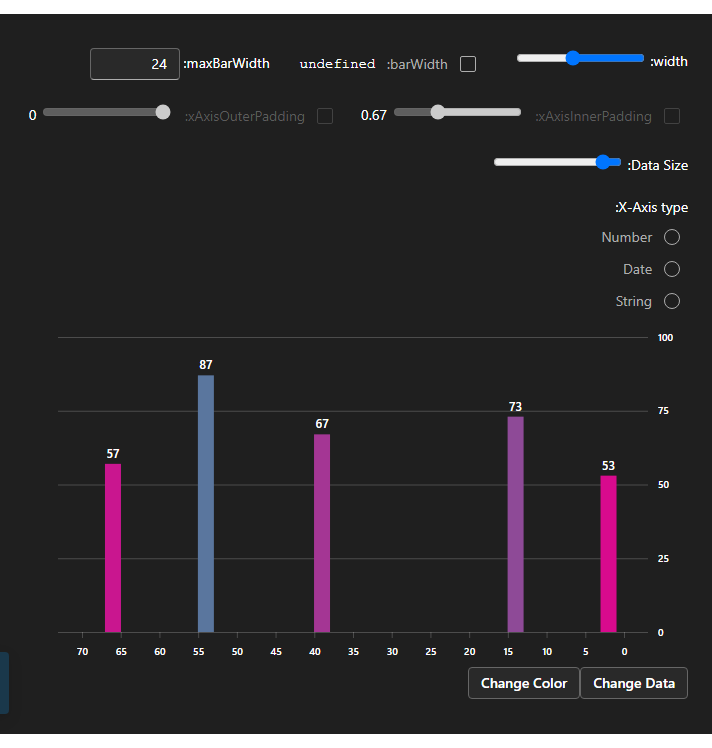 24 :maxBarWidth undefined :barWidth :width
0 :xAxisOuterPadding 0.67 :xAxisInnerPadding
:Data Size
:X-Axis type
Number
Date
String
100
87
75
73
67
57
53
50
25
0
70 65 60 55 50 45 40 35 30 25 20 15 10 5 0
Change Color Change Data